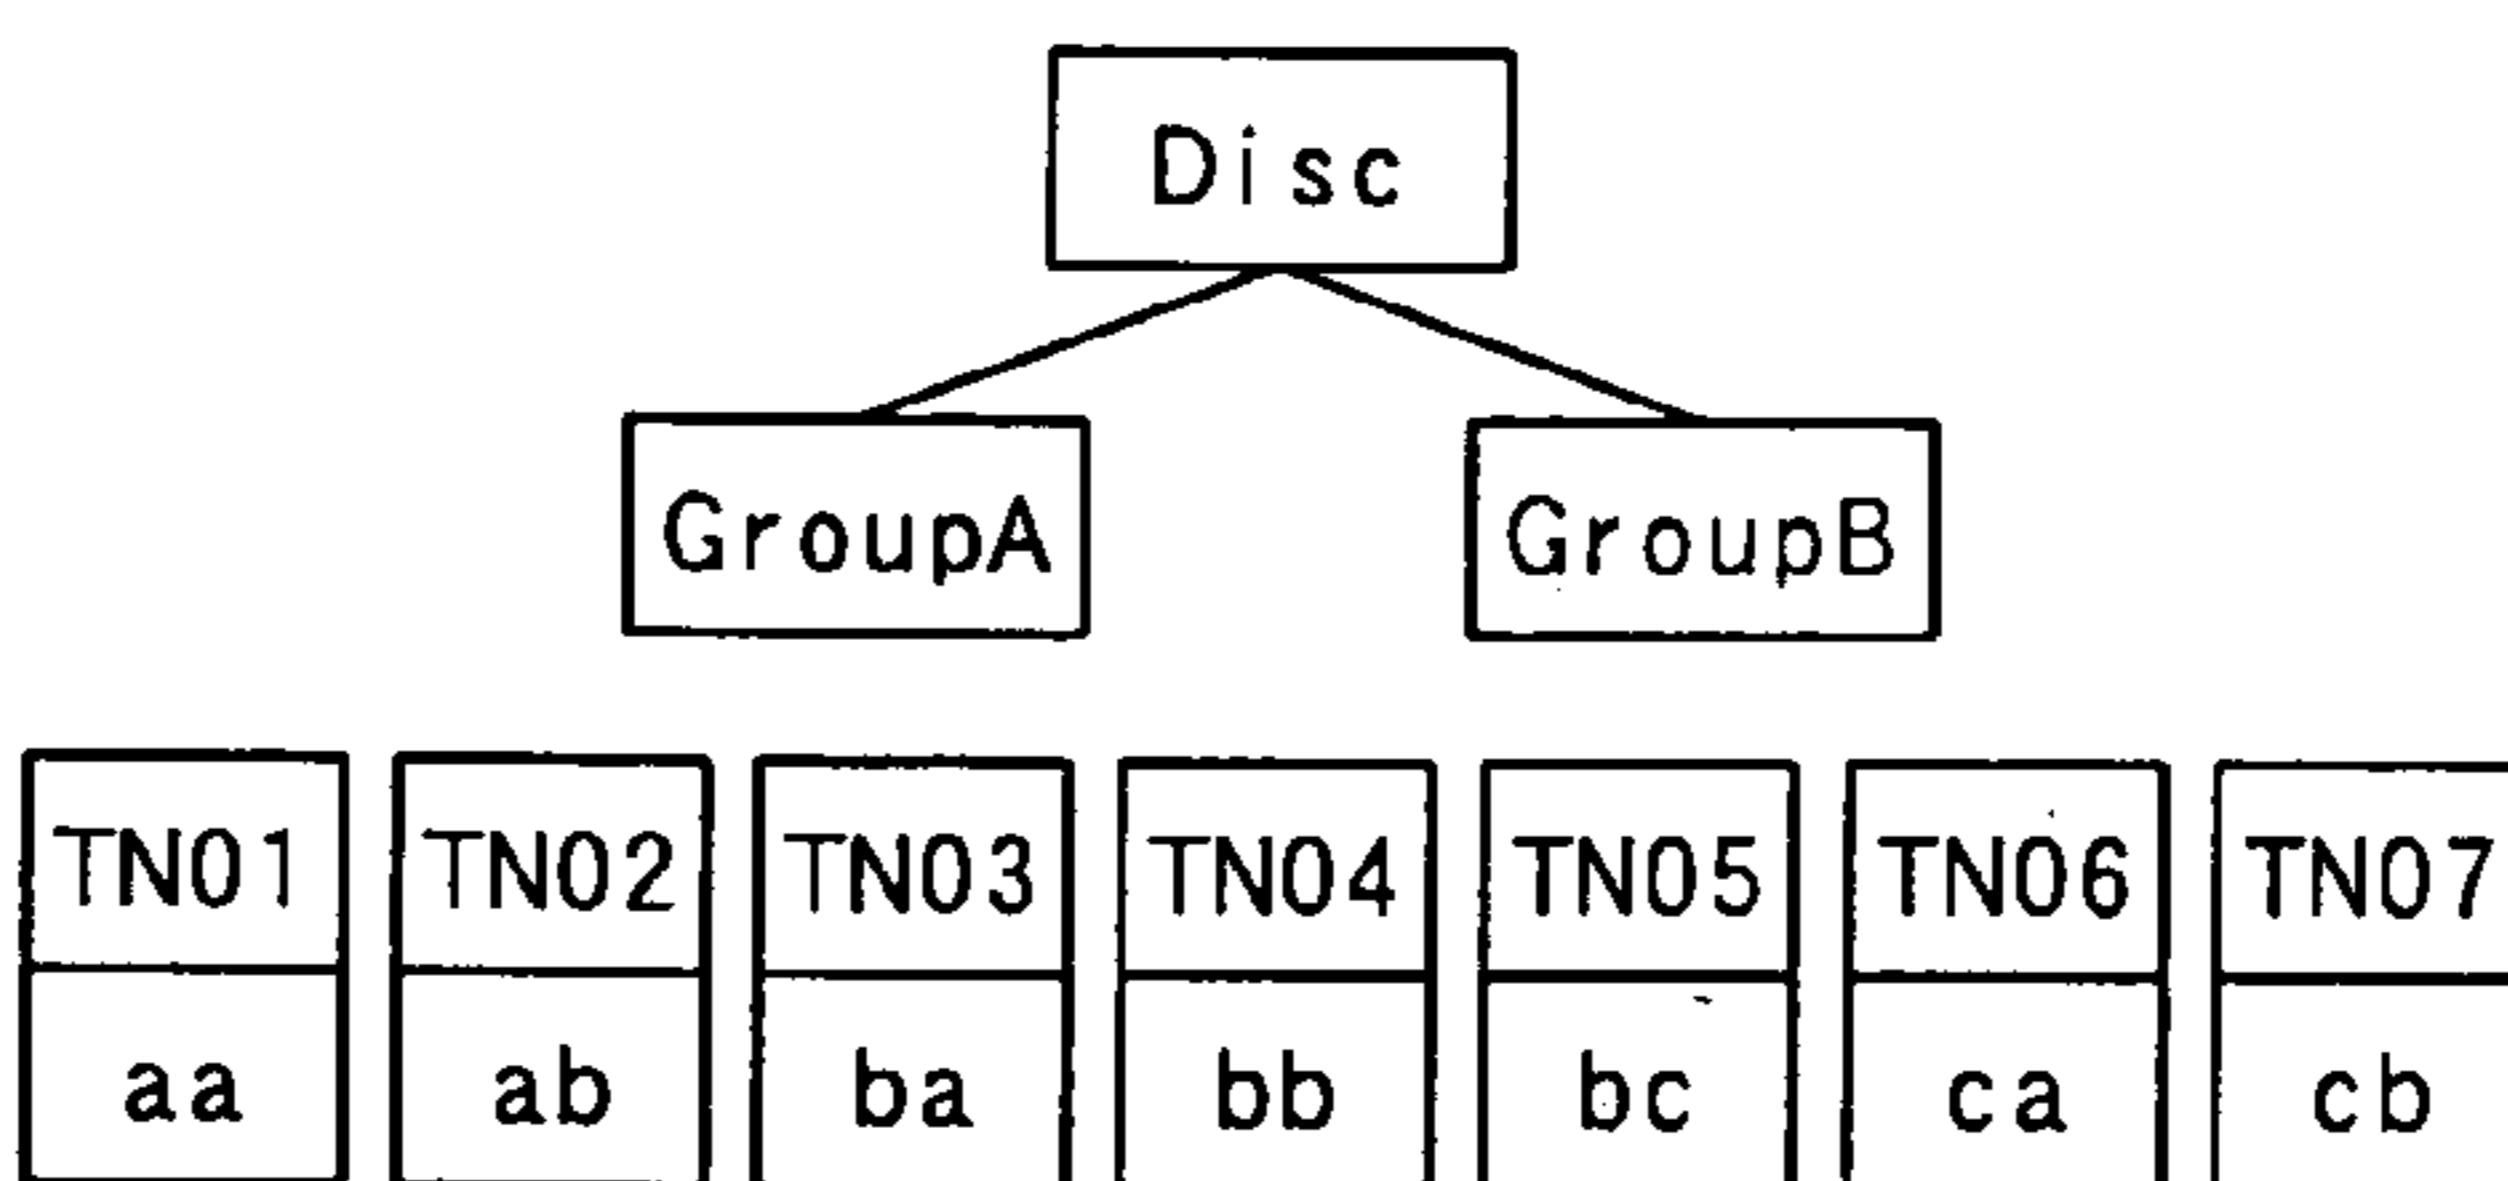 Disc
GroupA GroupB
TN01 TN02 TN03 TN04 TN05 TN06 TN07
aa ab ba bb bc ca cb